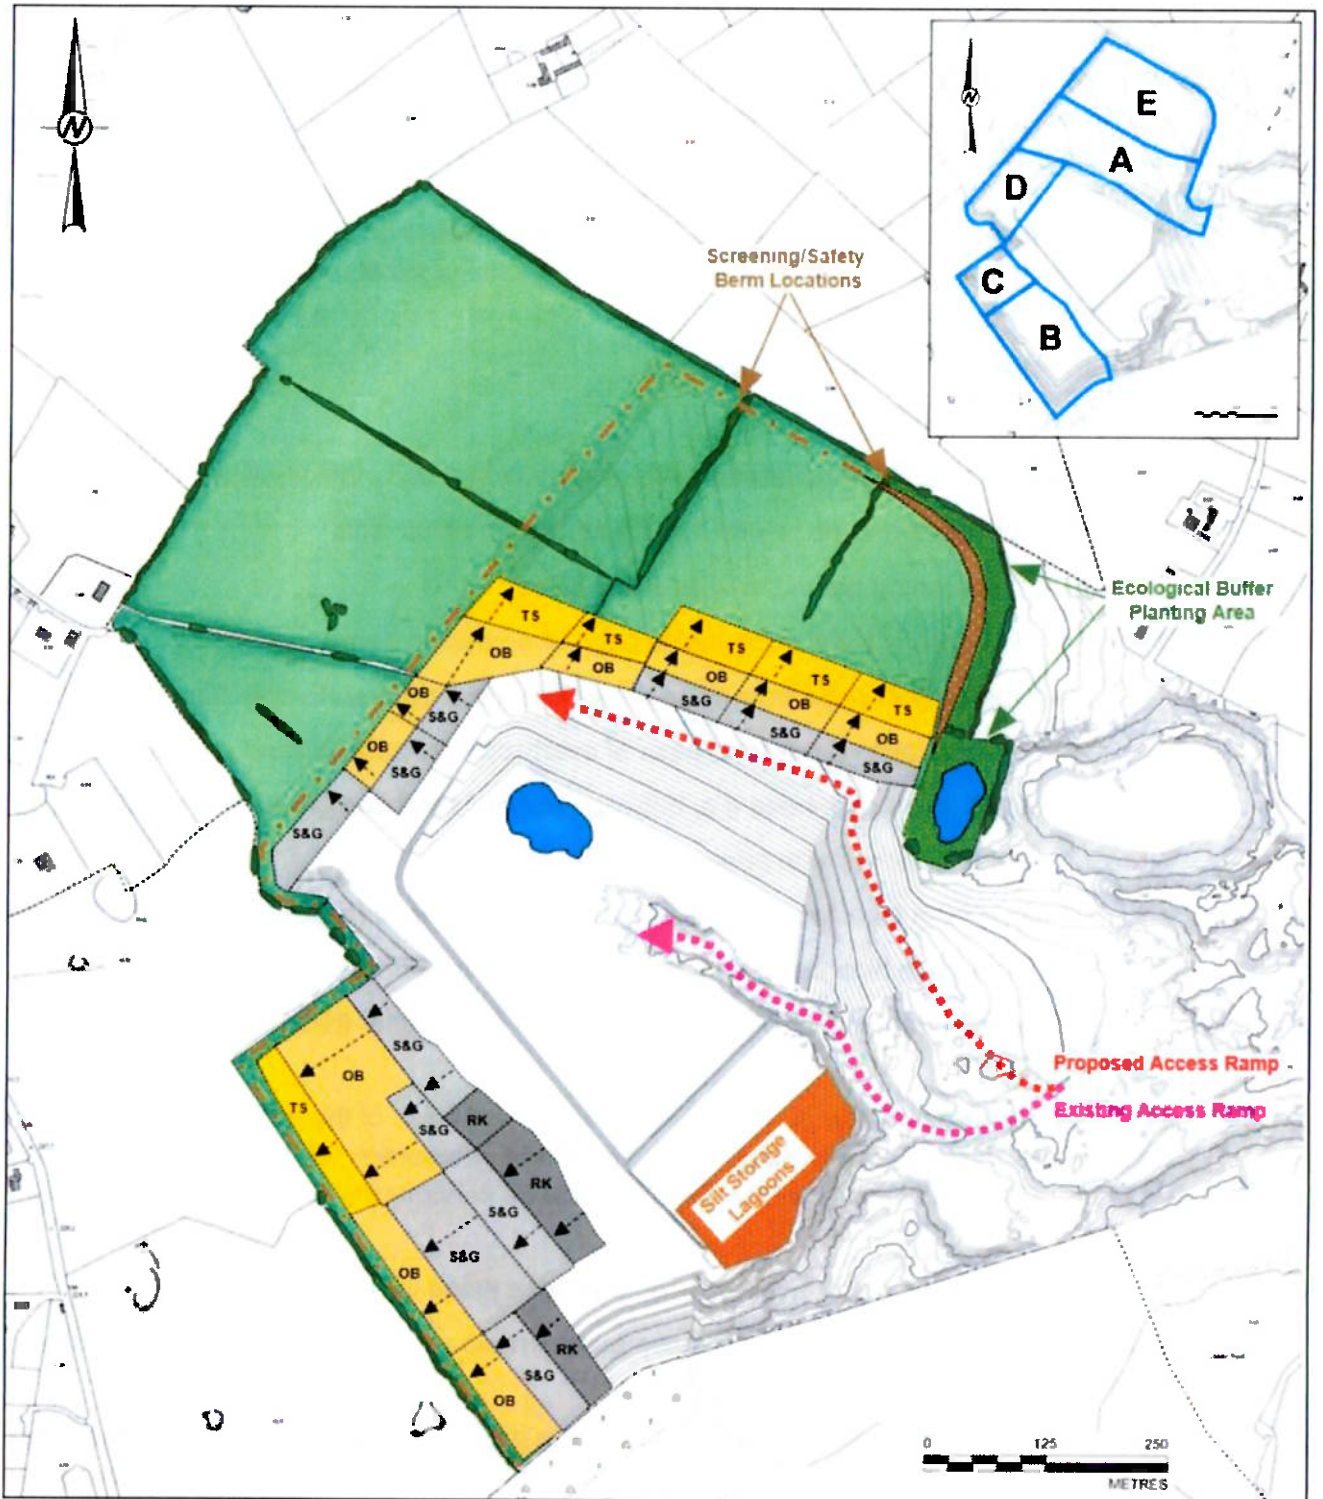 N
N
E
A
D
C
B
Screening/Safety
Berm Locations
Ecological Buffer
Planting Area
TS
TS
TS
TS
TS
OB
OB
OB
OB
OB
OB
OB
S&G
S&G
S&G
S&G
S&G
S&G
Proposed Access Ramp
Existing Access Ramp
Silt Storage
Lagoons
S&G
OB
TS
S&G
RK
RK
S&G
S&G
OB
RK
S&G
OB
0 125 250
METRES